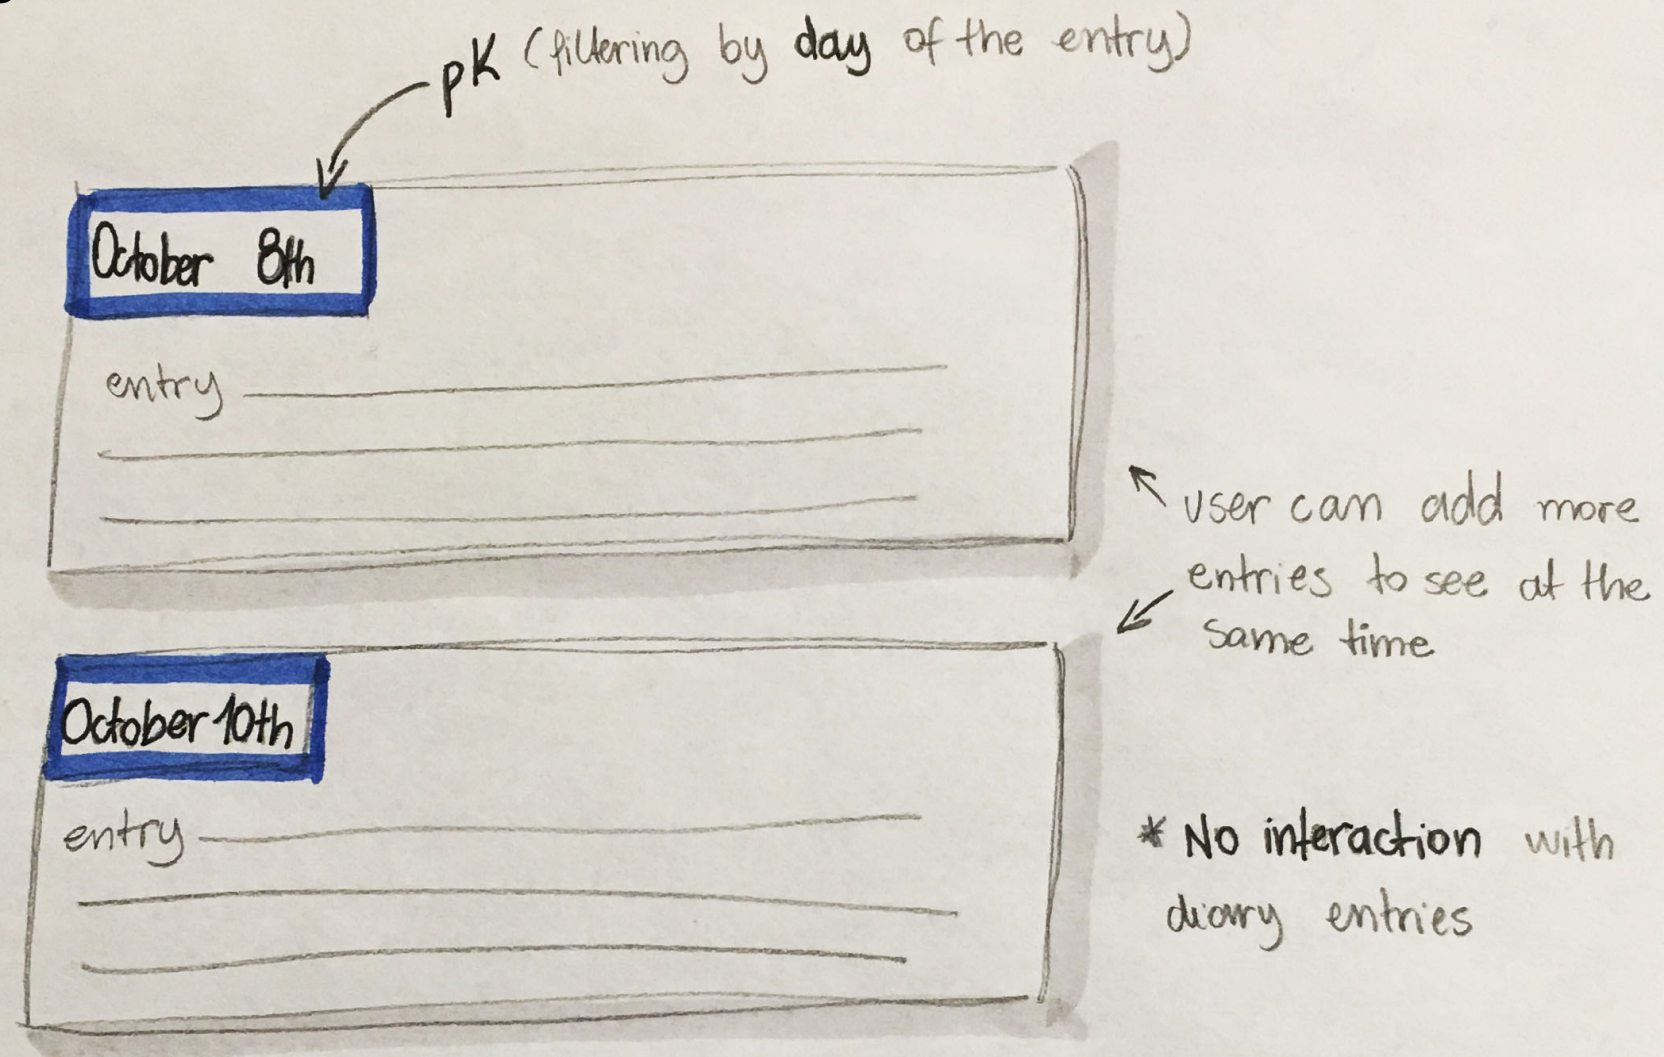 pK (filtering by day of the entry)
October 8th
entry
user can add more
entries to see at the
same time
October 10th
entry
* No interaction with
diary entries